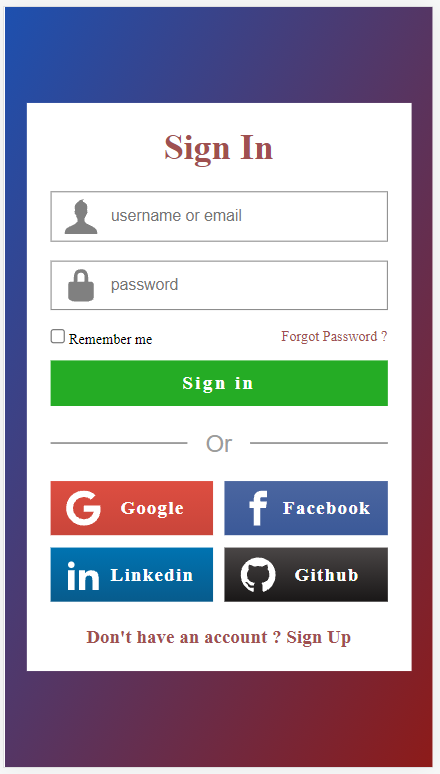 Sign In
username or email
password
Remember me Forgot Password ?
Sign in
Or
Google Facebook
Linkedin Github
Don't have an account ? Sign Up